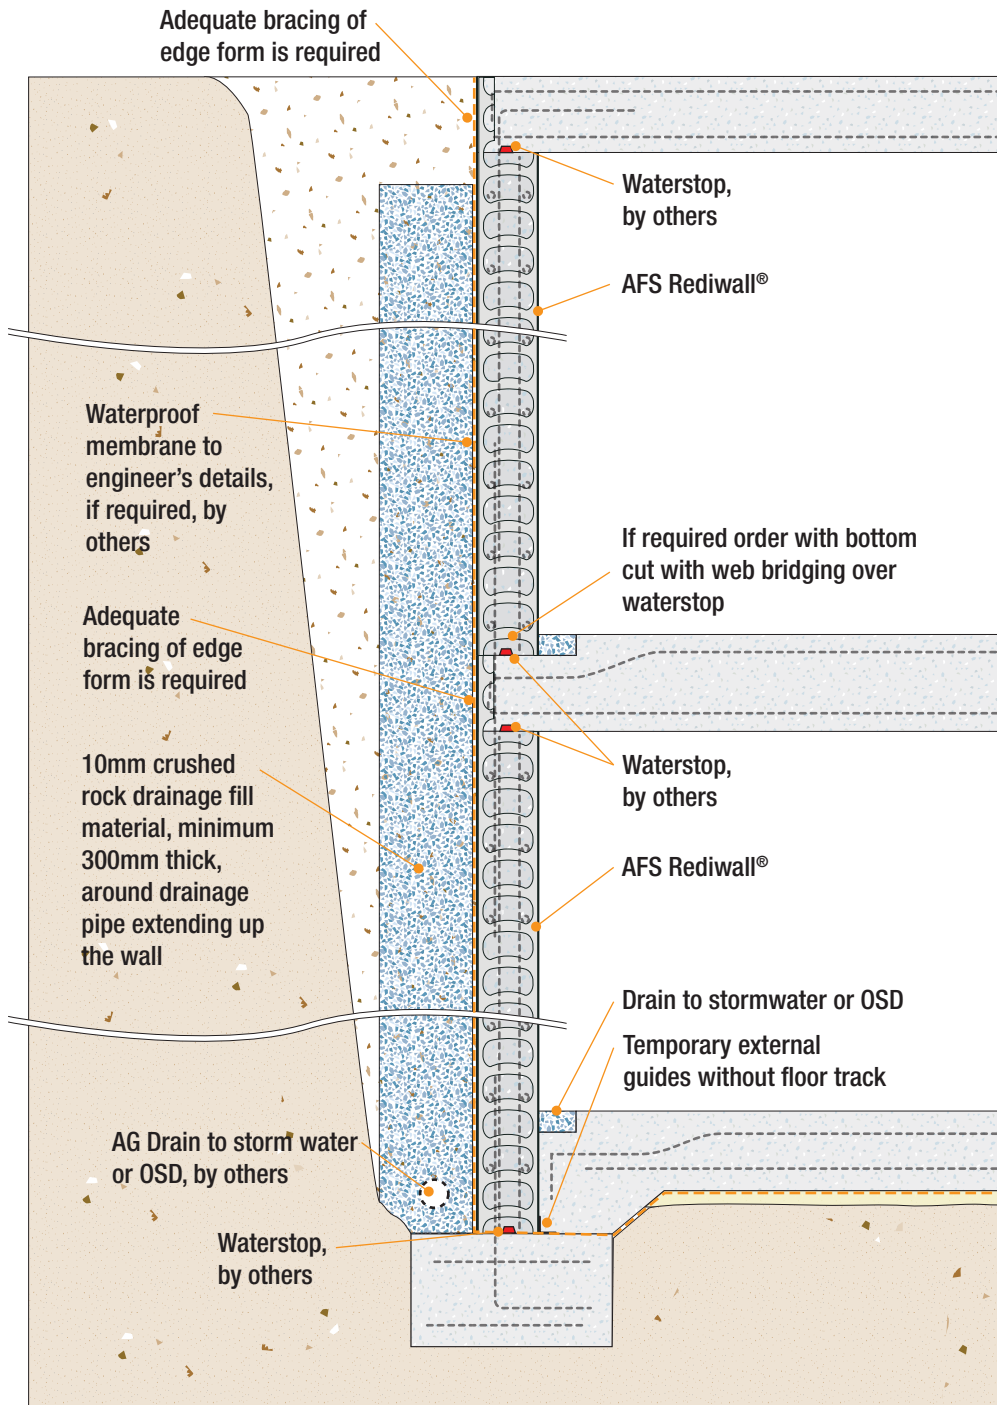 Adequate bracing of
edge form is required
Waterstop,
by others
AFS Rediwall®
Waterproof
membrane to
engineer’s details,
if required, by
others
If required order with bottom
cut with web bridging over
waterstop
Adequate
bracing of edge
form is required
10mm crushed
rock drainage fill
material, minimum
300mm thick,
around drainage
pipe extending up
the wall
Waterstop,
by others
AFS Rediwall®
Drain to stormwater or OSD
Temporary external
guides without floor track
AG Drain to storm water
or OSD, by others
Waterstop,
by others